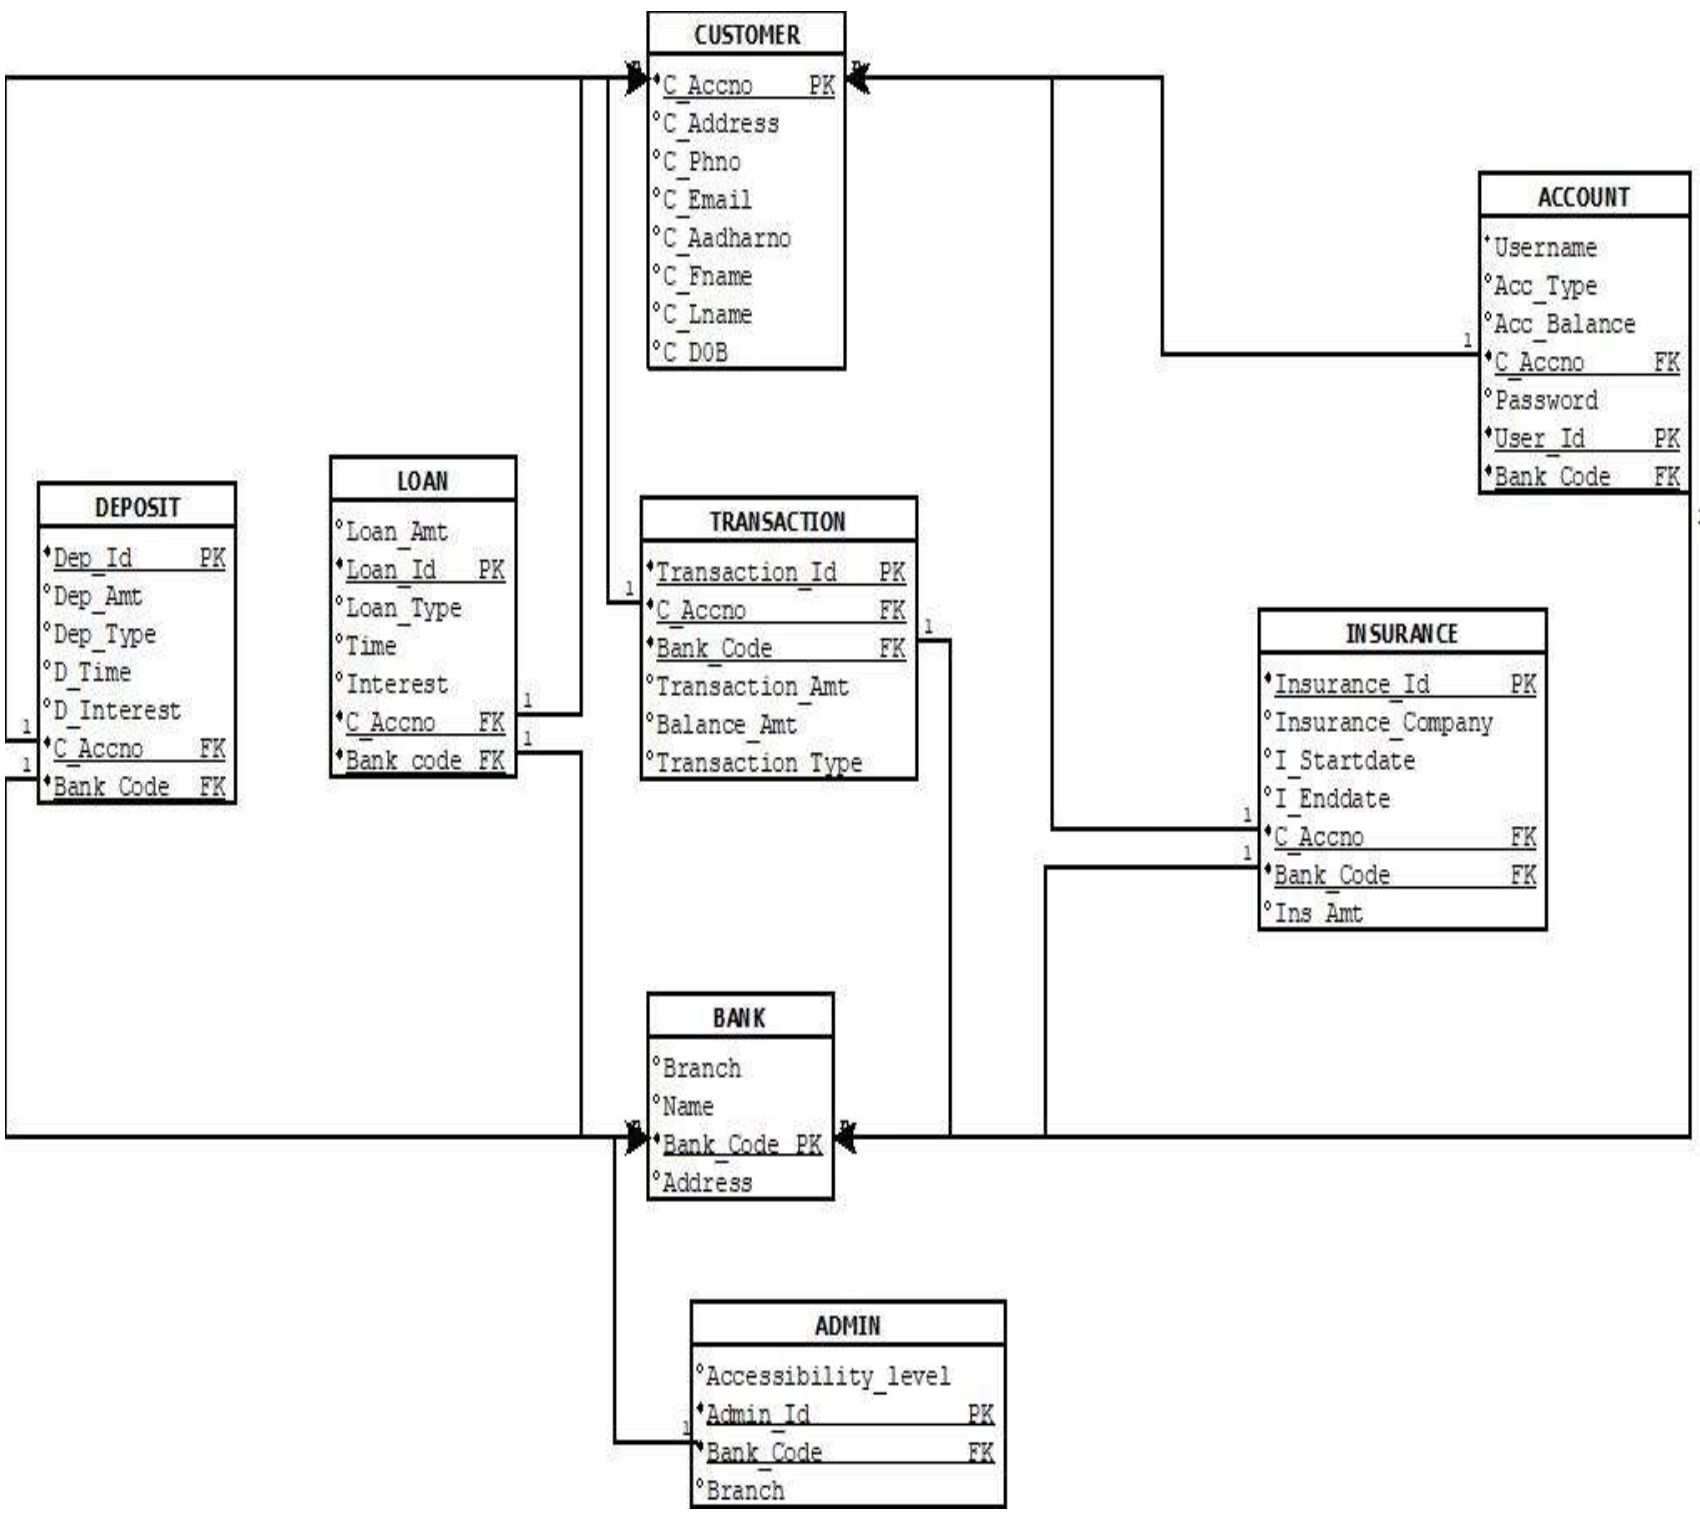 CUSTOMER
C_Accno PK
C_Address
C_Phno
C_Email
C_Aadharno
C_Fname
C_Lname
C_DOB
ACCOUNT
Username
Acc_Type
Acc_Balance
1
C_Accno FK
Password
User_Id PK
Bank_Code FK
DEPOSIT
Dep_Id PK
Dep_Amt
Dep_Type
D_Time
D_Interest
1
C_Accno FK
1
Bank_Code FK
LOAN
Loan_Amt
Loan_Id PK
Loan_Type
Time
Interest
1
C_Accno FK
1
Bank_code FK
TRANSACTION
Transaction_Id PK
1
C_Accno FK
1
Bank_Code FK
Transaction_Amt
Balance_Amt
Transaction_Type
INSURANCE
Insurance_Id PK
Insurance_Company
I_Startdate
I_Enddate
1
C_Accno FK
1
Bank_Code FK
Ins_Amt
BANK
Branch
Name
Bank_Code PK
Address
ADMIN
Accessibility_level
Admin_Id PK
1
Bank_Code FK
Branch